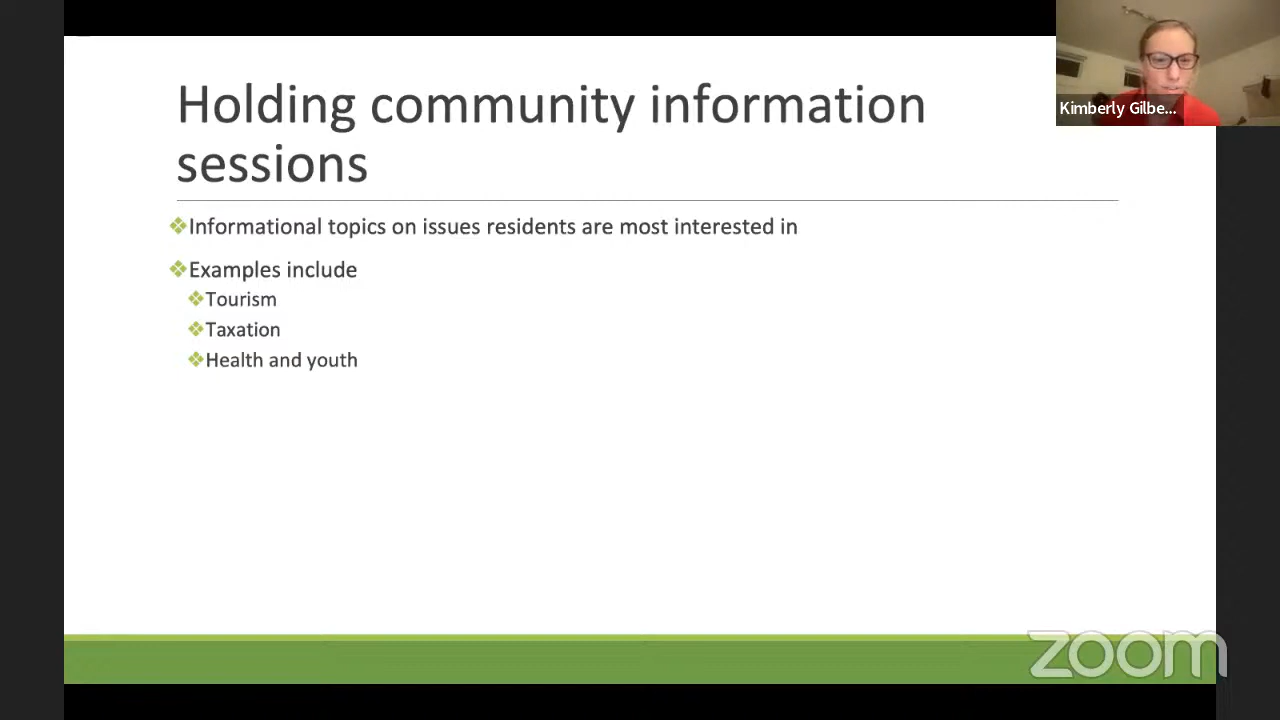 Holding community information
sessions
Informational topics on issues residents are most interested in
Examples include
Tourism
Taxation
Health and youth
Kimberly Gilbe...
zoom